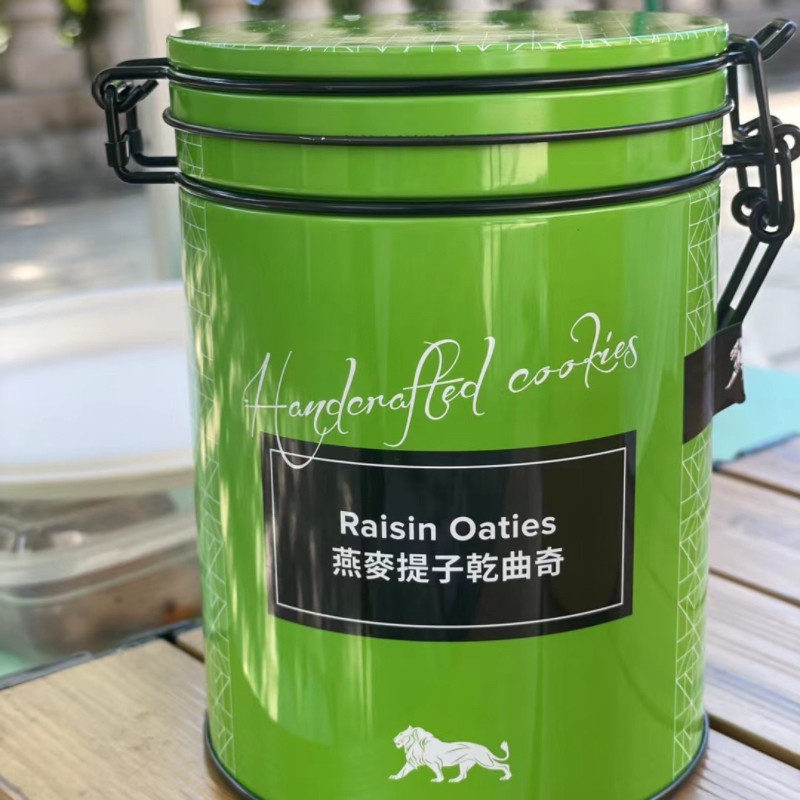 Handcrafted cookies
Raisin Oaties
燕麥提子乾曲奇